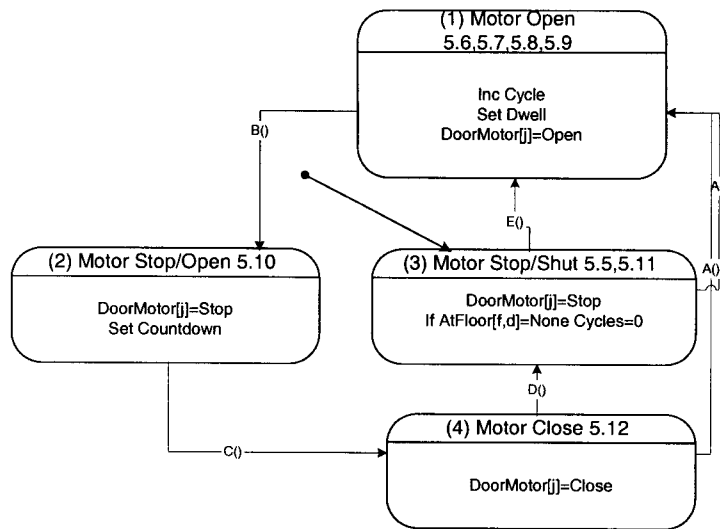 (1) Motor Open
5.6,5.7,5.8,5.9
Inc Cycle
Set Dwell
DoorMotor[j]=Open
B()
A
E()
(2) Motor Stop/Open 5.10
DoorMotor[j]=Stop
Set Countdown
(3) Motor Stop/Shut 5.5,5.11
DoorMotor[j]=Stop
If AtFloor[f,d]=None Cycles=0
A()
D()
(4) Motor Close 5.12
DoorMotor[j]=Close
C()